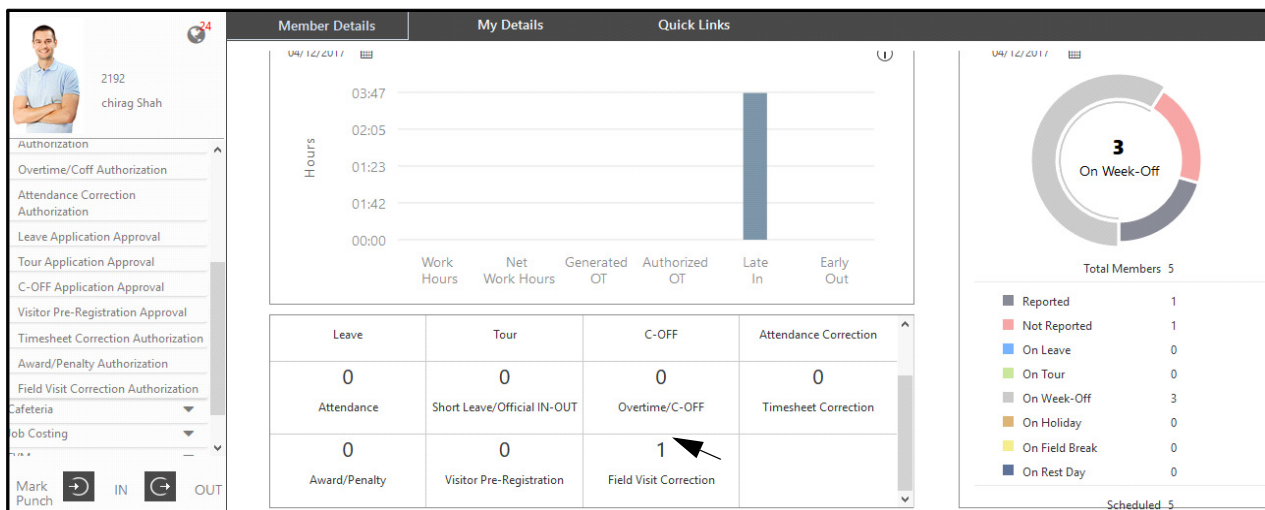 24
2192
chirag Shah
Authorization
Overtime/Coff Authorization
Attendance Correction
Authorization
Leave Application Approval
Tour Application Approval
C-OFF Application Approval
Visitor Pre-Registration Approval
Timesheet Correction Authorization
Award/Penalty Authorization
Field Visit Correction Authorization
Cafeteria
Job Costing
Mark
Punch
IN
OUT
Member Details
My Details
Quick Links
04/12/2017
Hours
03:47
02:05
01:23
01:42
00:00
Work
Hours
Net
Work Hours
Generated
OT
Authorized
OT
Late
In
Early
Out
Leave
Tour
C-OFF
Attendance Correction
0
0
0
0
Attendance
Short Leave/Official IN-OUT
Overtime/C-OFF
Timesheet Correction
0
0
1
Award/Penalty
Visitor Pre-Registration
Field Visit Correction
04/12/2017
3
On Week-Off
Total Members 5
Reported 1
Not Reported 1
On Leave 0
On Tour 0
On Week-Off 3
On Holiday 0
On Field Break 0
On Rest Day 0
Scheduled 5